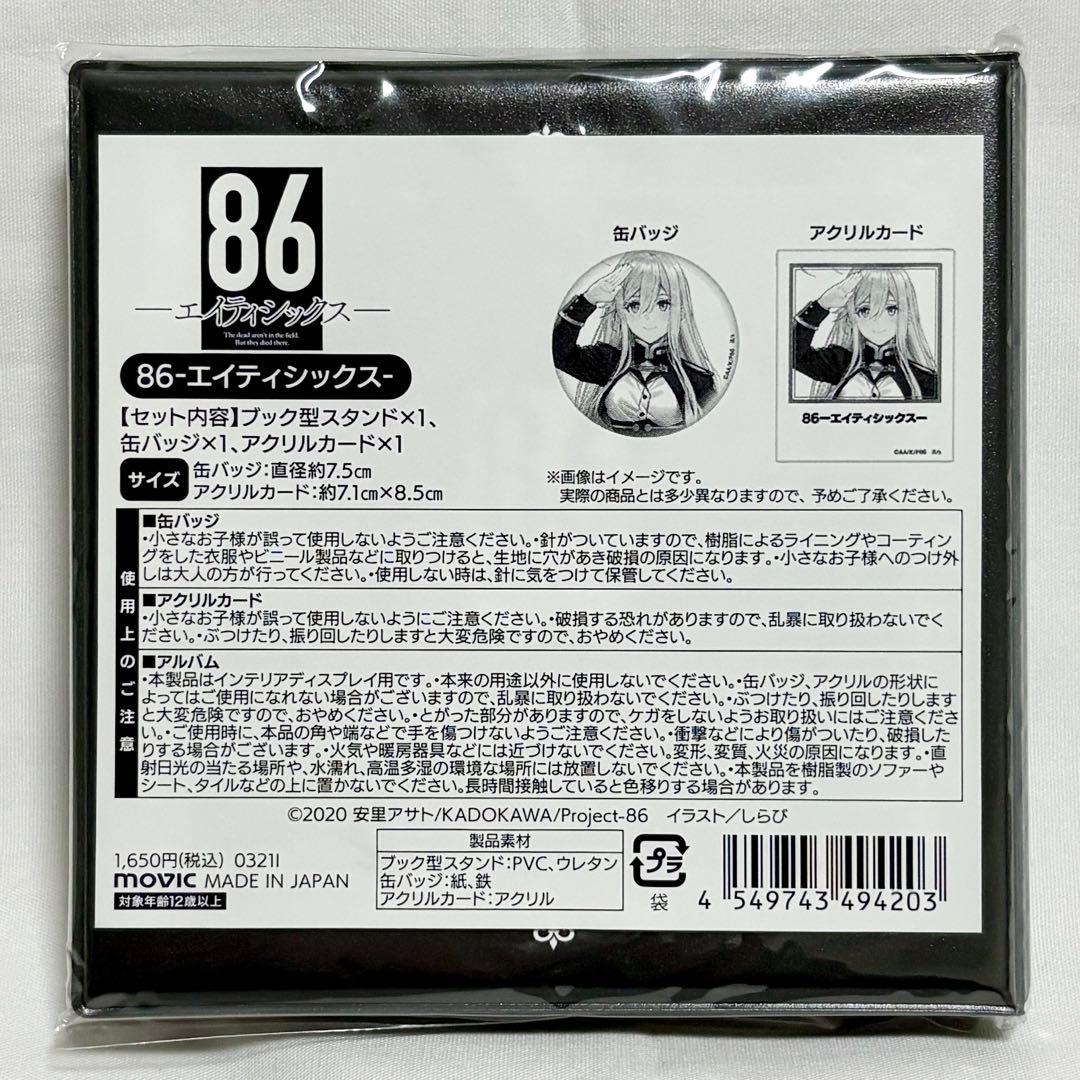 86
―エイティシックス―
The dead aren't in the field.
But they died there.
86-エイティシックス-
【セット内容】ブック型スタンド×1、
缶バッジ×1、アクリルカード×1
サイズ
缶バッジ:直径約7.5㎝
アクリルカード:約7.1㎝×8.5㎝
缶バッジ
アクリルカード
86―エイティシックス―
※画像はイメージです。
実際の商品とは多少異なりますので、予めご了承ください。
使用上のご注意
■缶バッジ
・小さなお子様が誤って使用しないようご注意ください。・針がついていますので、樹脂によるライニングやコーティン
グをした衣服やビニール製品などに取りつけると、生地に穴があき破損の原因になります。・小さなお子様へのつけ外
しは大人の方が行ってください。・使用しない時は、針に気をつけて保管してください。
■アクリルカード
・小さなお子様が誤って使用しないようにご注意ください。・破損する恐れがありますので、乱暴に取り扱わないでく
ださい。・ぶつけたり、振り回したりしますと大変危険ですので、おやめください。
■アルバム
・本製品はインテリアディスプレイ用です。・本来の用途以外に使用しないでください。・缶バッジ、アクリルの形状に
よってはご使用になれない場合がございますので、乱暴に取り扱わないでください。・ぶつけたり、振り回したりします
と大変危険ですので、おやめください。・とがった部分がありますので、ケガをしないようお取り扱いにはご注意くださ
い。・ご使用時に、本品の角や端などで手を傷つけないようご注意ください。・衝撃などにより傷がついたり、破損した
りする場合がございます。・火気や暖房器具などには近づけないでください。変形、変質、火災の原因になります。・直
射日光の当たる場所や、水濡れ、高温多湿の環境な場所には放置しないでください。・本製品を樹脂製のソファーや
シート、タイルなどの上に置かないでください。長時間接触していると色移りする場合があります。
©2020 安里アサト/KADOKAWA/Project-86 イラスト/しらび
1,650円(税込) 0321I
movic MADE IN JAPAN
対象年齢12歳以上
製品素材
ブック型スタンド:PVC、ウレタン
缶バッジ:紙、鉄
アクリルカード:アクリル
プラ
袋
4 549743 494203